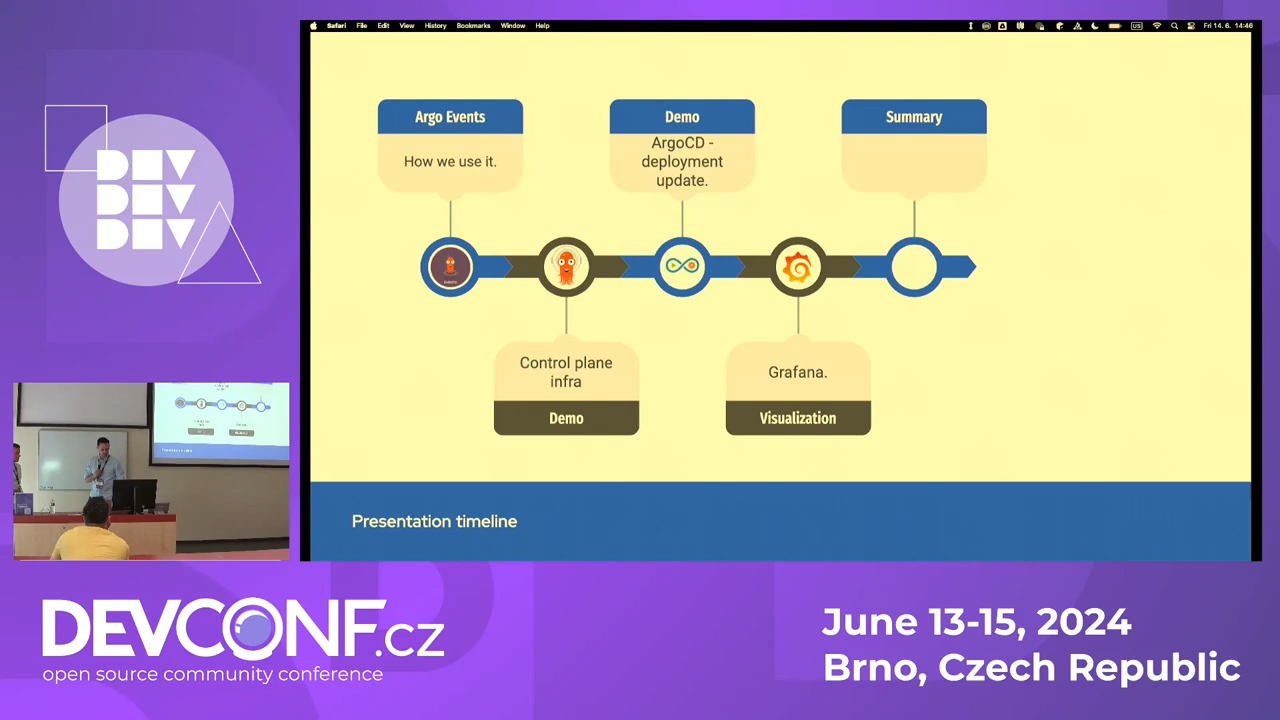 Safari File Edit View History Bookmarks Window Help
US
Fri 14. 6. 14:46
Argo Events
How we use it.
Demo
ArgoCD -
deployment
update.
Summary
Control plane
infra
Demo
Grafana.
Visualization
Presentation timeline
DEV
DEV
DEV
DEVCONF.cz
open source community conference
June 13-15, 2024
Brno, Czech Republic